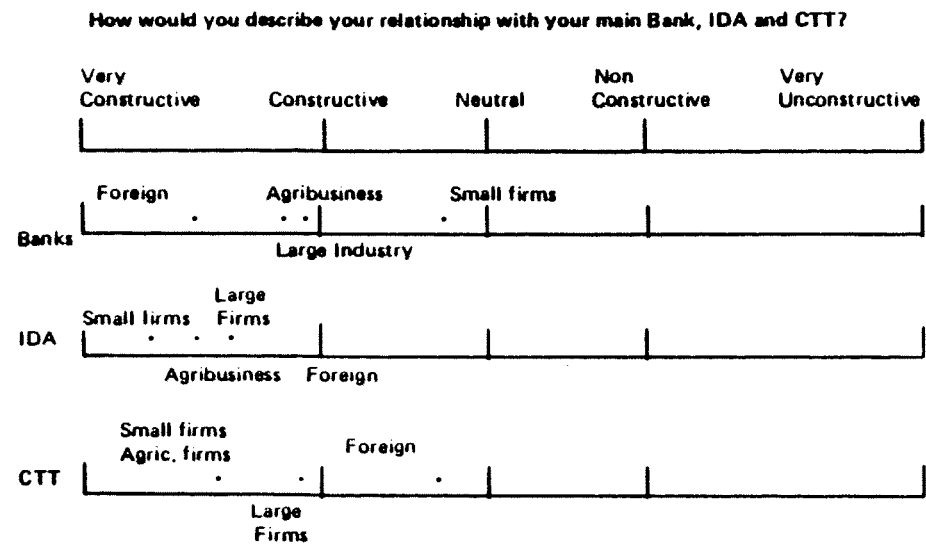 How would you describe your relationship with your main Bank, IDA and CTT?
Very Constructive
Constructive
Neutral
Non Constructive
Very Unconstructive
Foreign
Agribusiness
Small firms
Banks
Large Industry
Large
Small firms Firms
IDA
Agribusiness Foreign
Small firms
Agric. firms
Foreign
CTT
Large
Firms